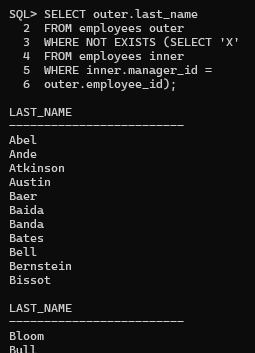 SQL> SELECT outer.last_name
2 FROM employees outer
3 WHERE NOT EXISTS (SELECT 'X'
4 FROM employees inner
5 WHERE inner.manager_id =
6 outer.employee_id);
LAST_NAME
-------------------------
Abel
Ande
Atkinson
Austin
Baer
Baida
Banda
Bates
Bell
Bernstein
Bissot
LAST_NAME
-------------------------
Bloom
Bull